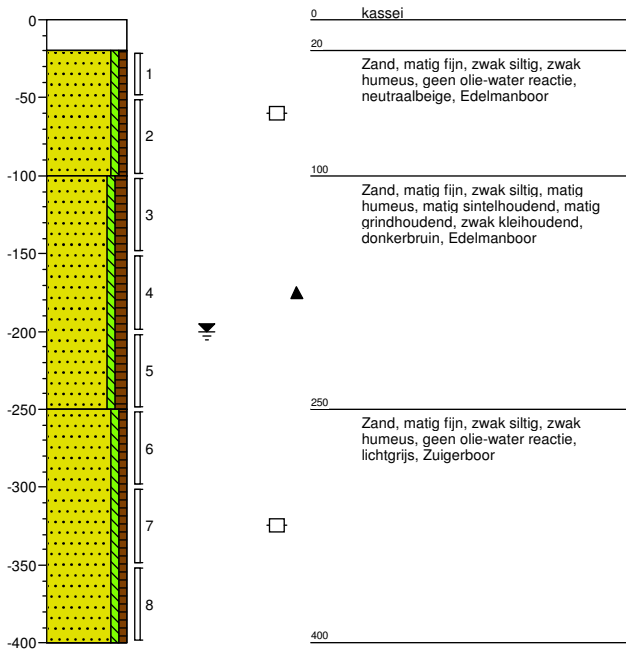 0
-50
-100
-150
-200
-250
-300
-350
-400
1
2
3
4
5
6
7
8
0
kassei
20
Zand, matig fijn, zwak siltig, zwak
humeus, geen olie-water reactie,
neutraalbeige, Edelmanboor
100
Zand, matig fijn, zwak siltig, matig
humeus, matig sintelhoudend, matig
grindhoudend, zwak kleihoudend,
donkerbruin, Edelmanboor
250
Zand, matig fijn, zwak siltig, zwak
humeus, geen olie-water reactie,
lichtgrijs, Zuigerboor
400